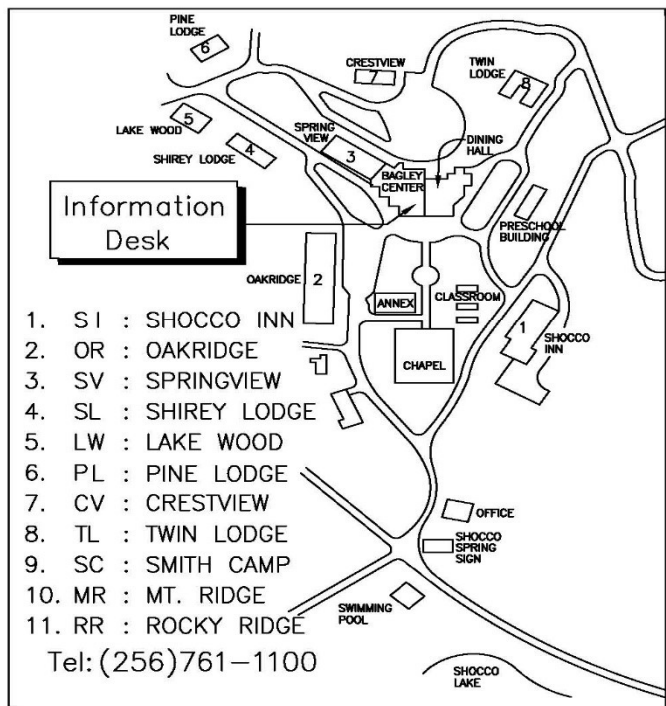 PINE
LODGE
6
CRESTVIEW
7
TWIN
LODGE
8
5
LAKE WOOD
SPRING
VIEW
4
3
SHIREY LODGE
DINING
HALL
BAGLEY
CENTER
Information
Desk
PRESCHOOL
BUILDING
OAKRIDGE
2
ANNEX
CLASSROOM
1
SHOCCO
INN
CHAPEL
1. SI : SHOCCO INN
2. OR : OAKRIDGE
3. SV : SPRINGVIEW
4. SL : SHIREY LODGE
5. LW : LAKE WOOD
6. PL : PINE LODGE
7. CV : CRESTVIEW
8. TL : TWIN LODGE
9. SC : SMITH CAMP
10. MR : MT. RIDGE
11. RR : ROCKY RIDGE
Tel:(256)761-1100
OFFICE
SHOCCO
SPRING
SIGN
SWIMMING
POOL
SHOCCO
LAKE